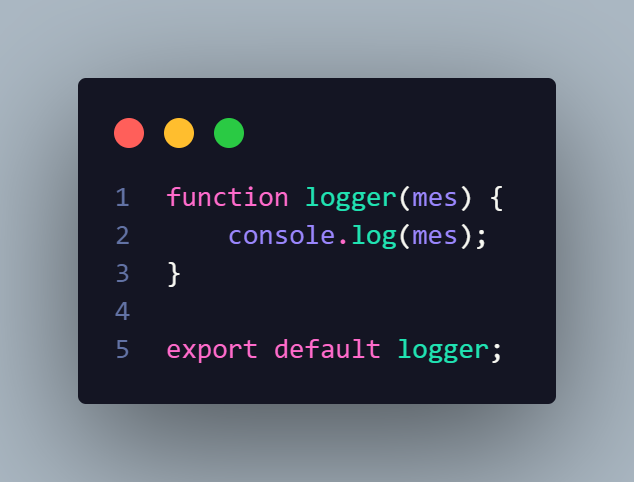 1 function logger(mes) {
2     console.log(mes);
3 }
4
5 export default logger;